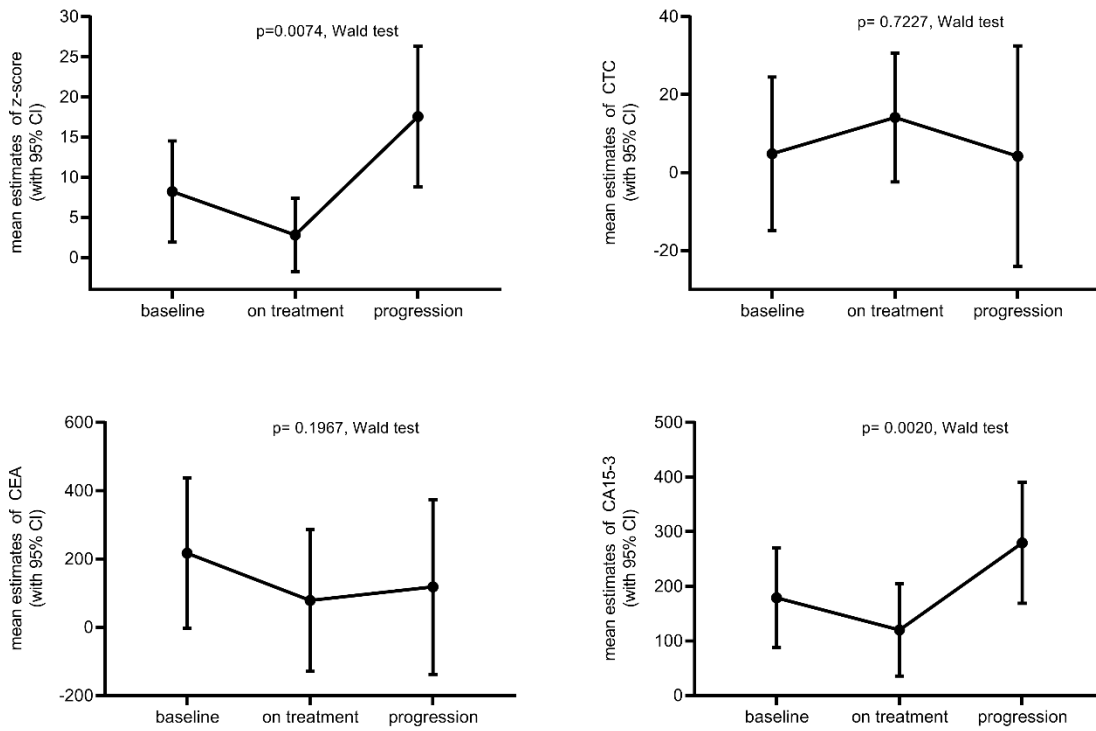 p=0.0074, Wald test
mean estimates of z-score
(with 95% CI)
30
25
20
15
10
5
0
baseline
on treatment
progression
p= 0.7227, Wald test
mean estimates of CTC
(with 95% CI)
40
20
0
-20
baseline
on treatment
progression
p= 0.1967, Wald test
mean estimates of CEA
(with 95% CI)
600
400
200
0
-200
baseline
on treatment
progression
p= 0.0020, Wald test
mean estimates of CA15-3
(with 95% CI)
500
400
300
200
100
0
baseline
on treatment
progression